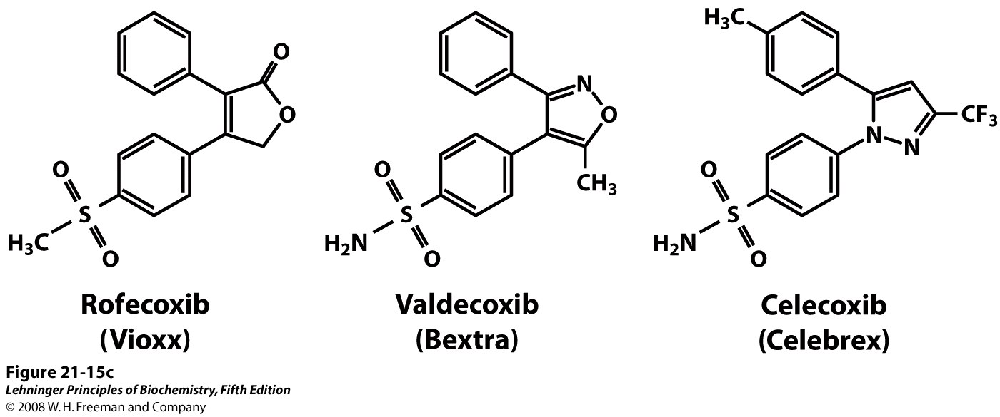 O
O
O
S
H₃C
O
Rofecoxib
(Vioxx)
N
O
CH₃
O
S
H₂N
O
Valdecoxib
(Bextra)
H₃C
CF₃
N
N
O
S
H₂N
O
Celecoxib
(Celebrex)
Figure 21-15c
Lehninger Principles of Biochemistry, Fifth Edition
© 2008 W. H. Freeman and Company